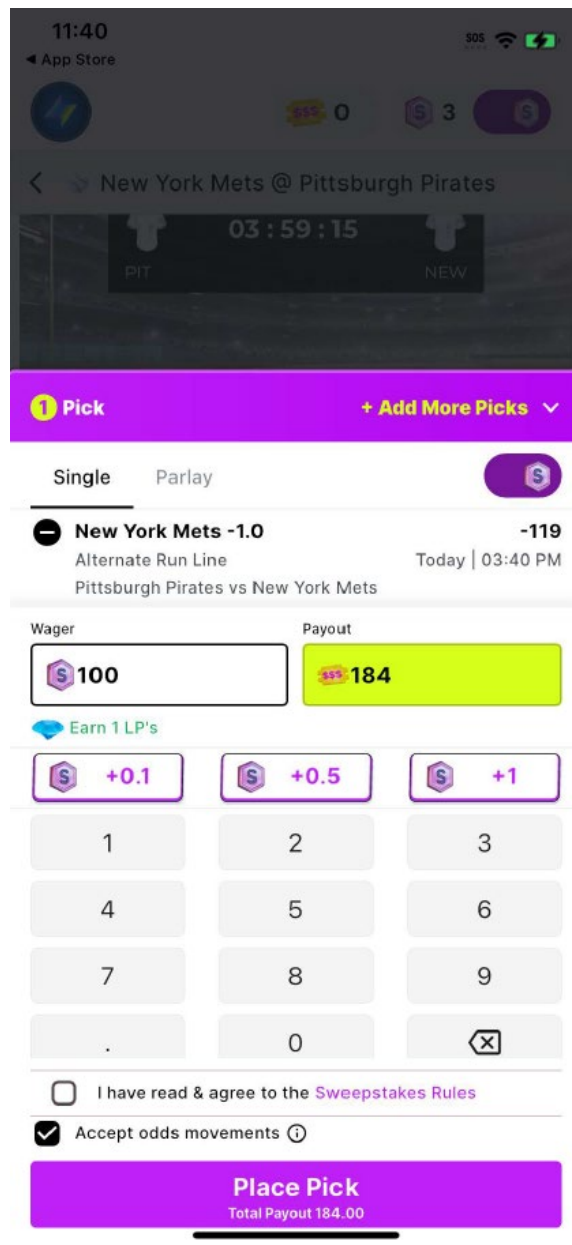 11:40
SOS
◀ App Store
$$$ 0
S 3
S
New York Mets @ Pittsburgh Pirates
03 : 59 : 15
PIT
NEW
1 Pick
+ Add More Picks
Single
Parlay
S
New York Mets -1.0
-119
Alternate Run Line
Today | 03:40 PM
Pittsburgh Pirates vs New York Mets
Wager
Payout
S 100
$$$ 184
Earn 1 LP's
S +0.1
S +0.5
S +1
1
2
3
4
5
6
7
8
9
.
0
I have read & agree to the Sweepstakes Rules
Accept odds movements
Place Pick
Total Payout 184.00